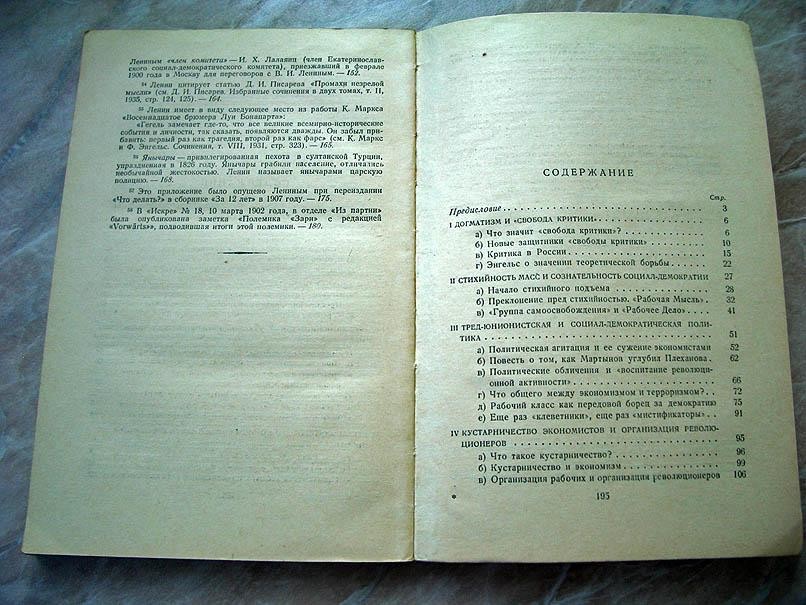 Лениным «член комитета» — И. Х. Лалаянц (член Екатеринослав-
ского социал-демократического комитета), приезжавший в феврале
1900 года в Москву для переговоров с В. И. Лениным. — 152.
54 Ленин цитирует статью Д. И. Писарева «Промахи незрелой
мысли» (см. Д. И. Писарев. Избранные сочинения в двух томах, т. II,
1935, стр. 124, 125). — 164.
55 Ленин имеет в виду следующее место из работы К. Маркса
«Восемнадцатое брюмера Луи Бонапарта»:
«Гегель замечает где-то, что все великие всемирно-исторические
события и личности, так сказать, появляются дважды. Он забыл при-
бавить: первый раз как трагедия, второй раз как фарс» (см. К. Маркс
и Ф. Энгельс. Сочинения, т. VIII, 1931, стр. 323). — 165.
56 Янычары — привилегированная пехота в султанской Турции,
упразднённая в 1826 году. Янычары грабили население, отличались
необычайной жестокостью. Ленин называет янычарами царскую
полицию. — 168.
57 Это приложение было опущено Лениным при переиздании
«Что делать?» в сборнике «За 12 лет» в 1907 году. — 175.
58 В «Искре» № 18, 10 марта 1902 года, в отделе «Из партии»
была опубликована заметка «Полемика «Зари» с редакцией
«Vorwärts», подводившая итоги этой полемики. — 180.
СОДЕРЖАНИЕ
Стр.
Предисловие 3
I ДОГМАТИЗМ И «СВОБОДА КРИТИКИ» 6
а) Что значит «свобода критики»? 6
б) Новые защитники «свободы критики» 10
в) Критика в России 15
г) Энгельс о значении теоретической борьбы 22
II СТИХИЙНОСТЬ МАСС И СОЗНАТЕЛЬНОСТЬ СОЦИАЛ-ДЕМОКРАТИИ 27
а) Начало стихийного подъема 28
б) Преклонение пред стихийностью. «Рабочая Мысль» 32
в) «Группа самоосвобождения» и «Рабочее Дело» 41
III ТРЕД-ЮНИОНИСТСКАЯ И СОЦИАЛ-ДЕМОКРАТИЧЕСКАЯ ПОЛИ-
ТИКА 51
а) Политическая агитация и ее сужение экономистами 52
б) Повесть о том, как Мартынов углубил Плеханова 62
в) Политические обличения и «воспитание революци-
онной активности» 66
г) Что общего между экономизмом и терроризмом? 72
д) Рабочий класс как передовой борец за демократию 75
е) Еще раз «клеветники», еще раз «мистификаторы» 91
IV КУСТАРНИЧЕСТВО ЭКОНОМИСТОВ И ОРГАНИЗАЦИЯ РЕВОЛЮ-
ЦИОНЕРОВ 95
а) Что такое кустарничество? 96
б) Кустарничество и экономизм 99
в) Организация рабочих и организация революционеров 106
* 195